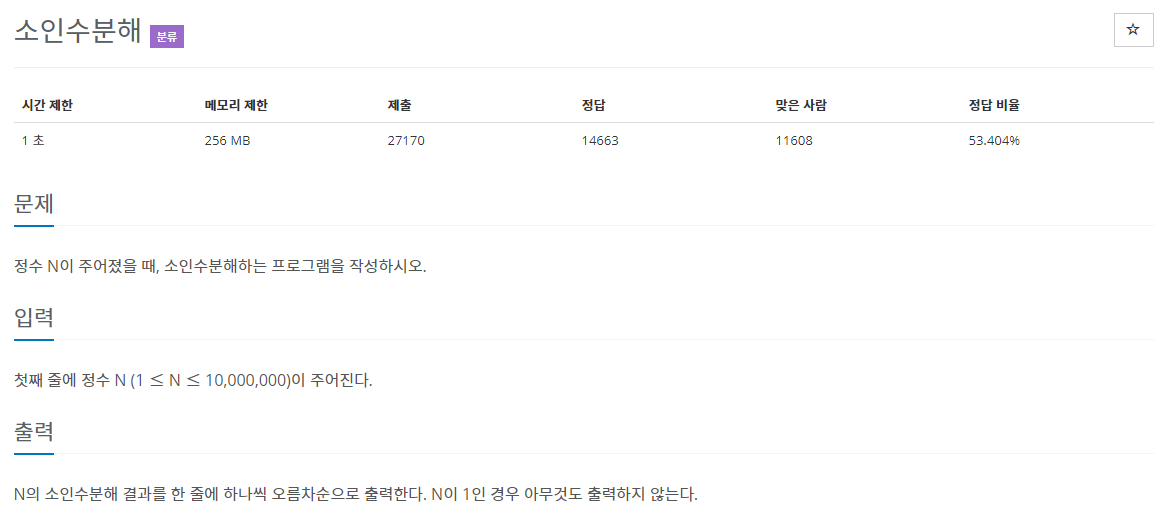 소인수분해 분류
☆
시간 제한 메모리 제한 제출 정답 맞은 사람 정답 비율
1 초 256 MB 27170 14663 11608 53.404%
문제
정수 N이 주어졌을 때, 소인수분해하는 프로그램을 작성하시오.
입력
첫째 줄에 정수 N (1 ≤ N ≤ 10,000,000)이 주어진다.
출력
N의 소인수분해 결과를 한 줄에 하나씩 오름차순으로 출력한다. N이 1인 경우 아무것도 출력하지 않는다.